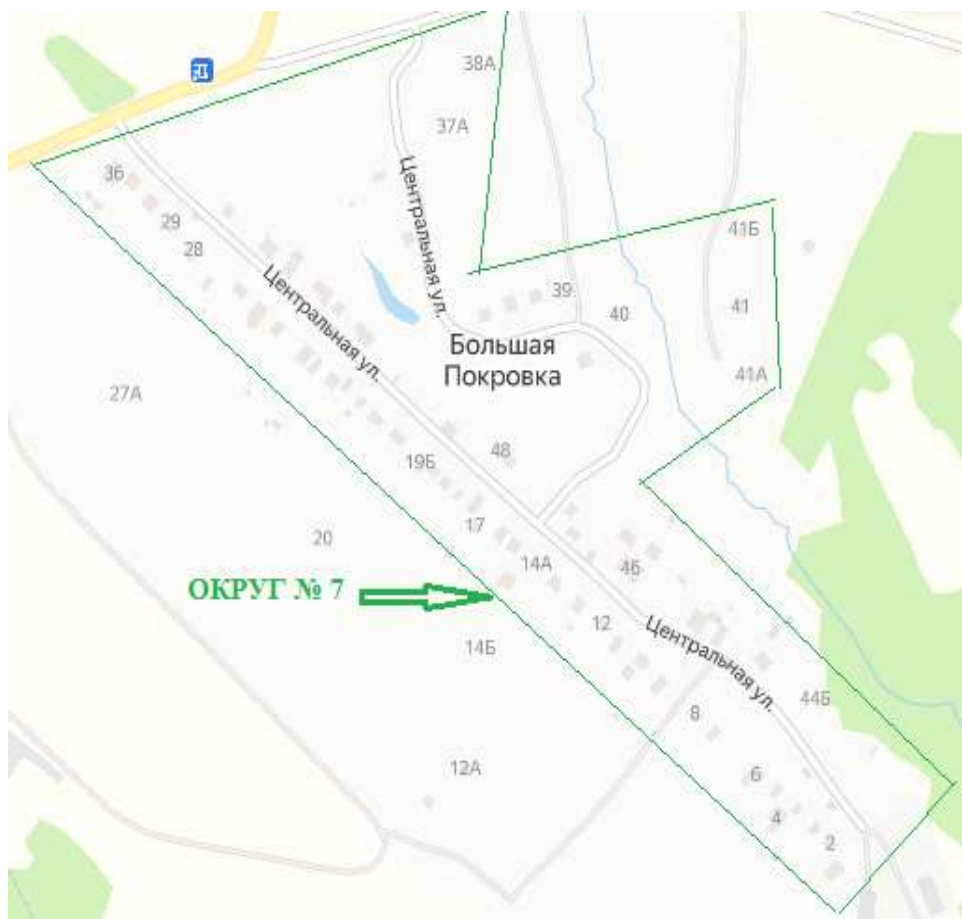 38А
37А
36
Центральная ул.
29
41Б
28
Центральная ул.
39
40
41
Большая
Покровка
41А
27А
48
19Б
17
20
14А
46
ОКРУГ № 7
12
Центральная ул.
14Б
44Б
8
12А
6
4
2